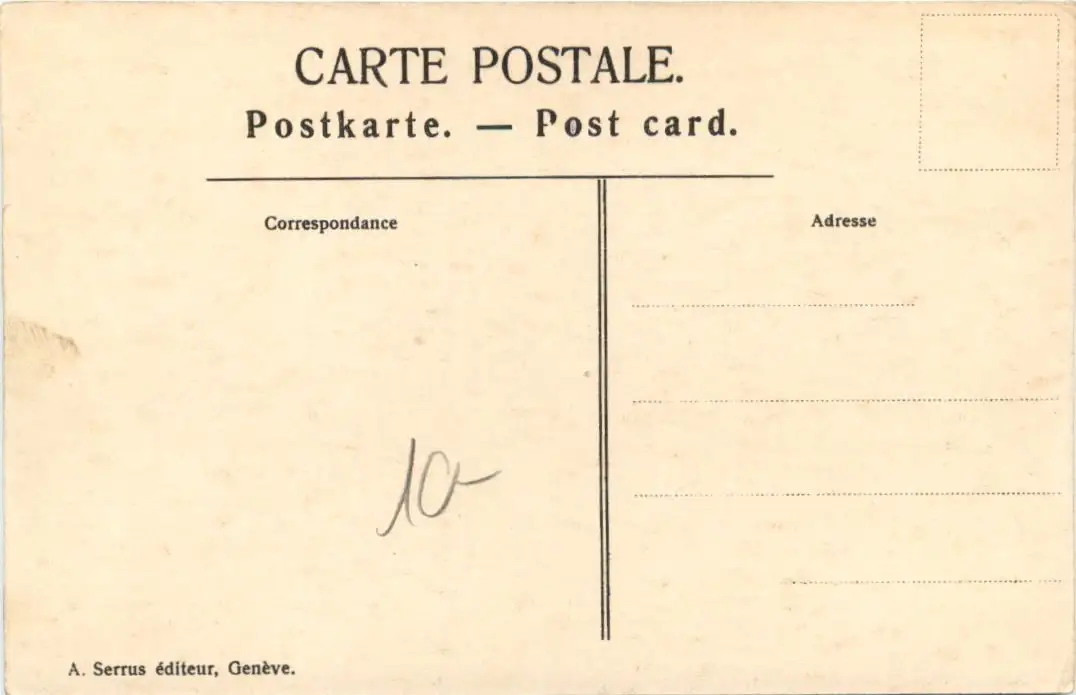 CARTE POSTALE.
Postkarte. — Post card.
Correspondance
Adresse
10-
A. Serrus éditeur, Genève.